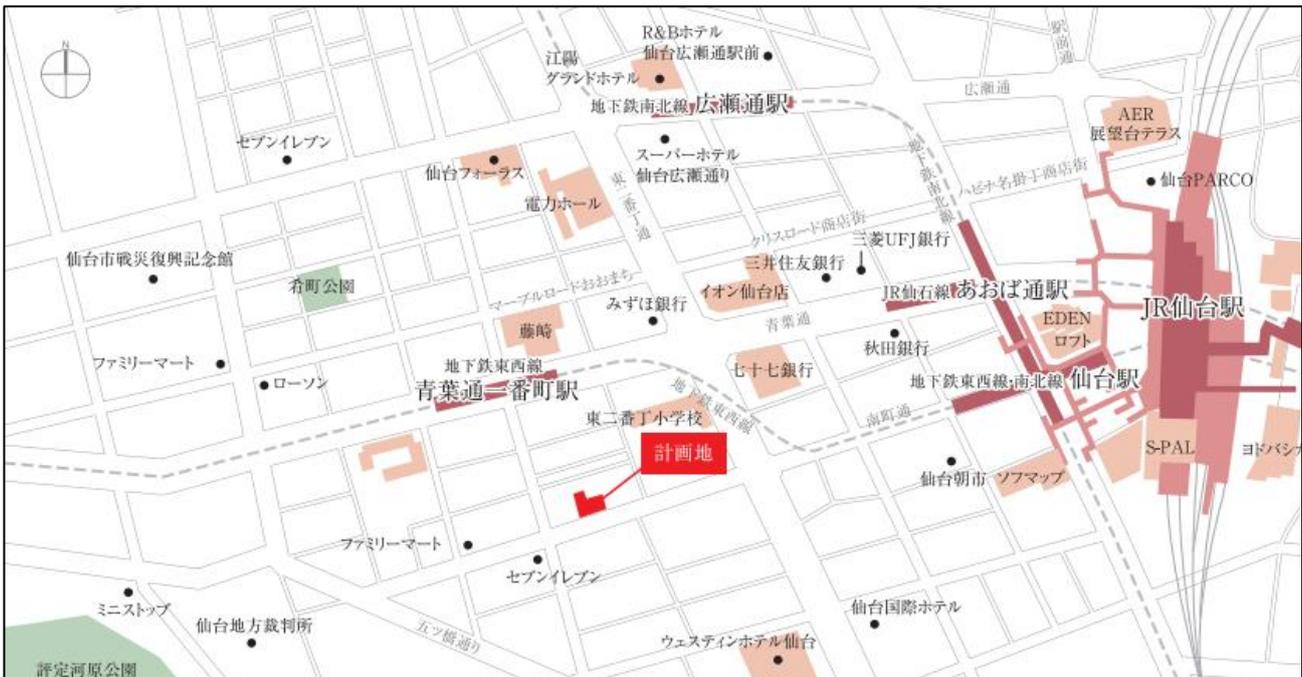 N
R&Bホテル
仙台広瀬通駅前
駅前通
江陽
グランドホテル
広瀬通
地下鉄南北線 広瀬通駅
AER
展望台テラス
セブンイレブン
スーパーホテル
仙台広瀬通り
地下鉄南北線
仙台フォーラス
東二番丁通
ハピナ名掛丁商店街
仙台PARCO
電力ホール
クリスロード商店街
三菱UFJ銀行
仙台市戦災復興記念館
三井住友銀行
肴町公園
マーブルロードおおまち
イオン仙台店
JR仙石線 あおば通駅
みずほ銀行
JR仙台駅
青葉通
EDEN
ロフト
藤崎
秋田銀行
ファミリーマート
地下鉄東西線
七十七銀行
ローソン
青葉通一番町駅
地下鉄東西線・南北線 仙台駅
地下鉄東西線
東二番丁小学校
南町通
計画地
S-PAL
ヨドバシカ
仙台朝市
ソフマップ
ファミリーマート
セブンイレブン
ミニストップ
仙台国際ホテル
仙台地方裁判所
五ツ橋通り
ウェスティンホテル仙台
評定河原公園